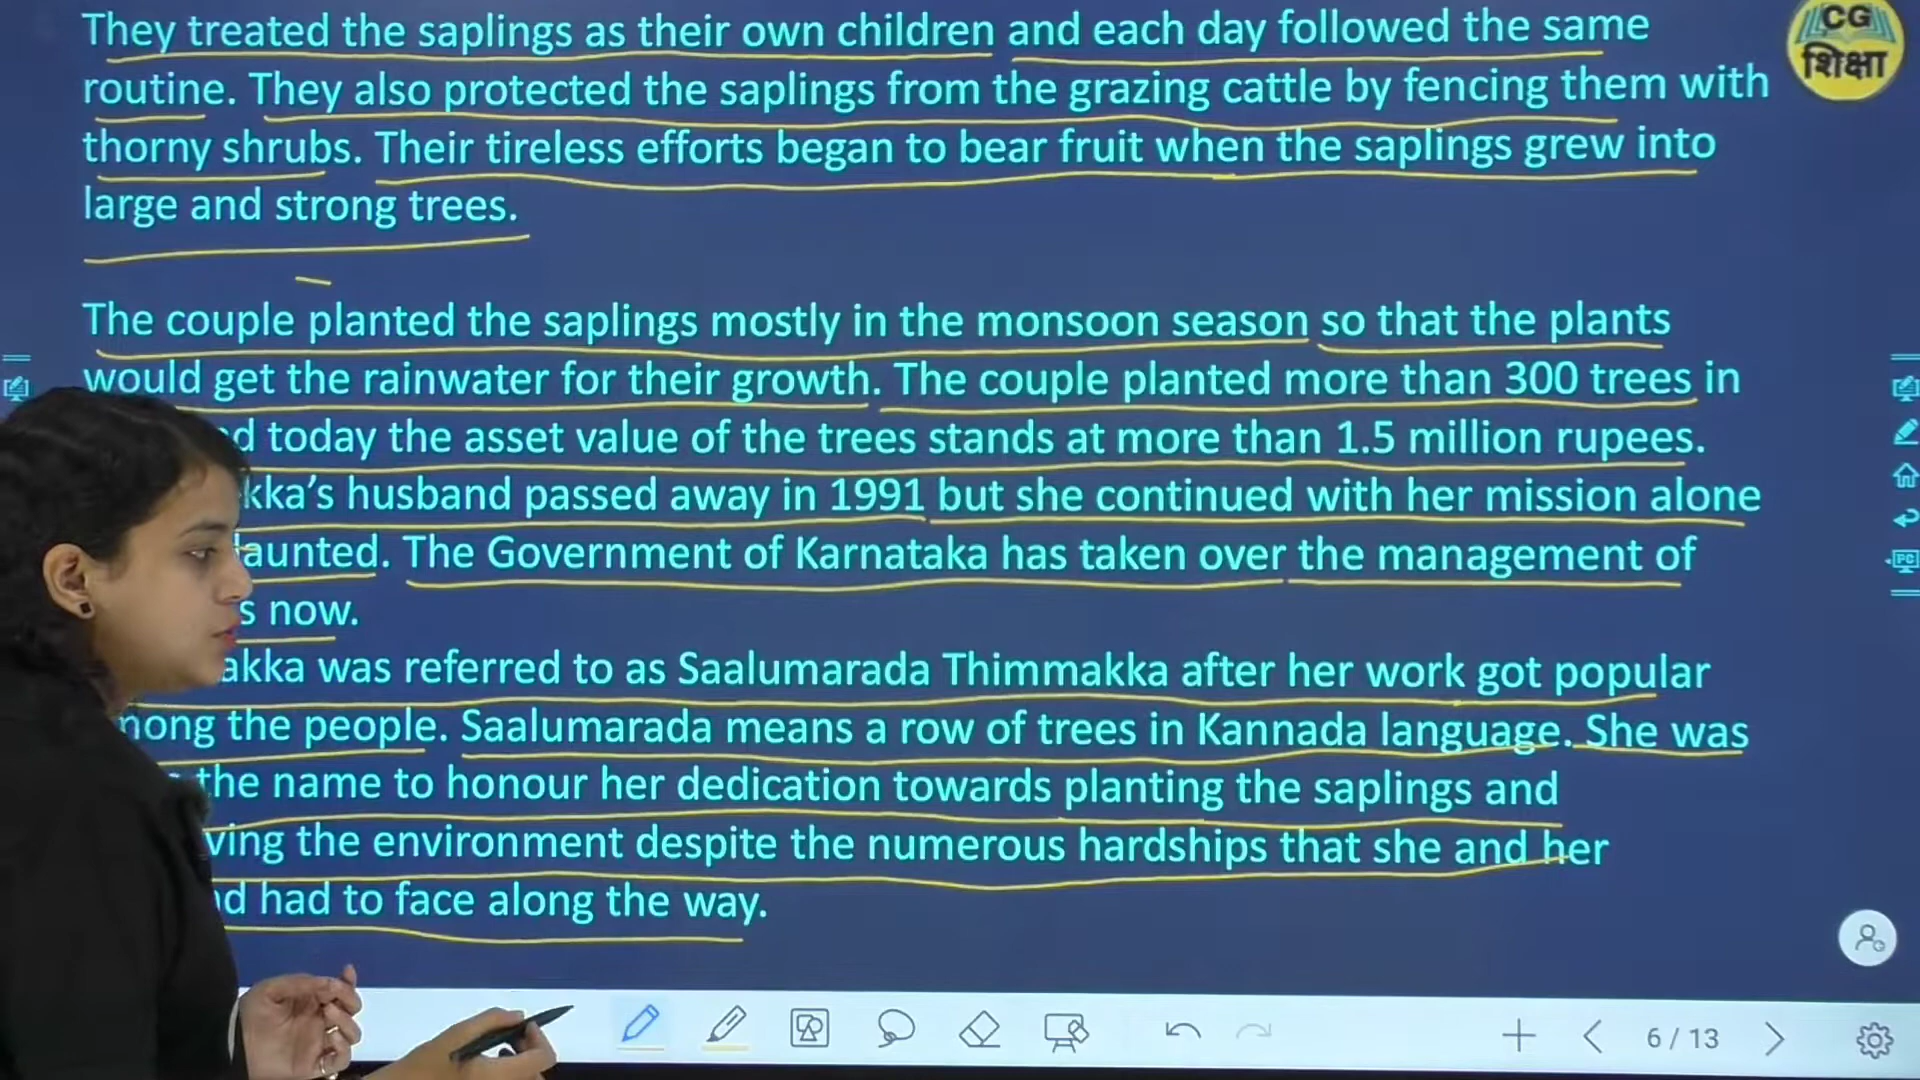 They treated the saplings as their own children and each day followed the same
routine. They also protected the saplings from the grazing cattle by fencing them with
thorny shrubs. Their tireless efforts began to bear fruit when the saplings grew into
large and strong trees.
The couple planted the saplings mostly in the monsoon season so that the plants
would get the rainwater for their growth. The couple planted more than 300 trees in
today the asset value of the trees stands at more than 1.5 million rupees.
kka's husband passed away in 1991 but she continued with her mission alone
aunted. The Government of Karnataka has taken over the management of
s now.
akka was referred to as Saalumarada Thimmakka after her work got popular
mong the people. Saalumarada means a row of trees in Kannada language. She was
the name to honour her dedication towards planting the saplings and
ving the environment despite the numerous hardships that she and her
d had to face along the way.
CG
शिक्षा
PC
6 / 13